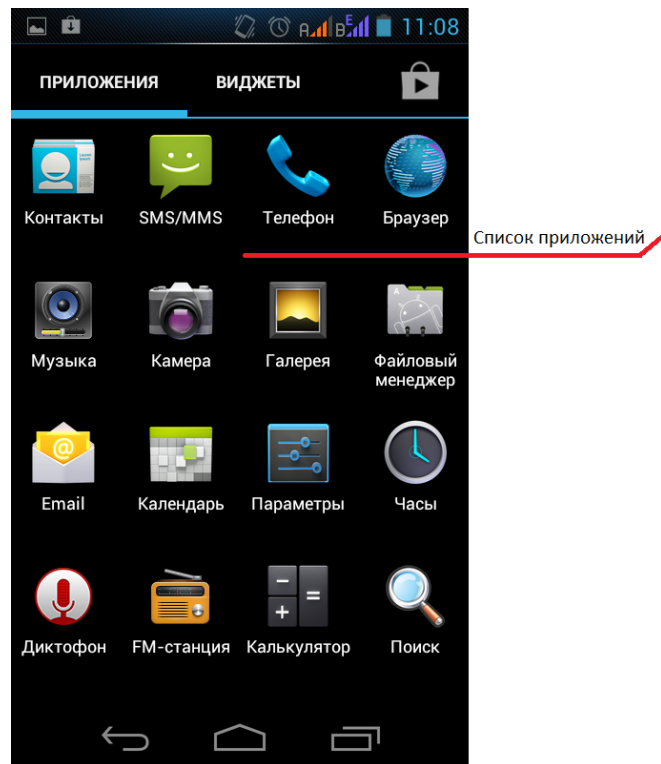 A B E 11:08
ПРИЛОЖЕНИЯ ВИДЖЕТЫ
Контакты SMS/MMS Телефон Браузер
Список приложений
Музыка Камера Галерея Файловый
менеджер
Email Календарь Параметры Часы
Диктофон FM-станция Калькулятор Поиск